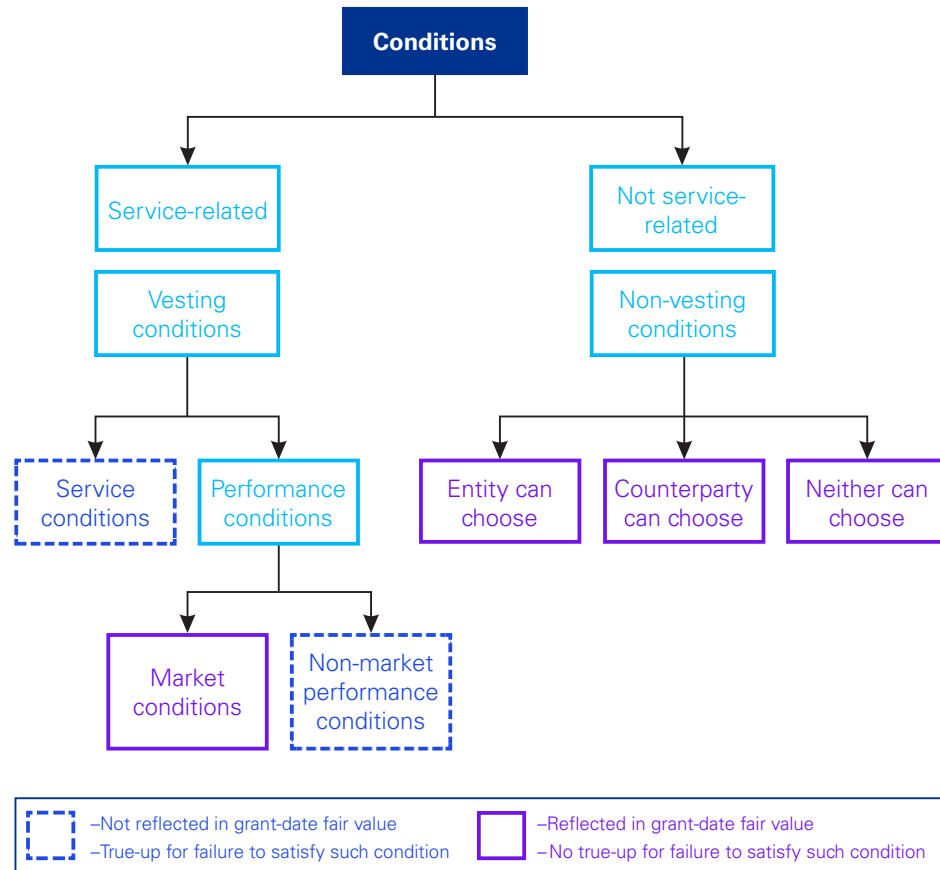 Conditions
Service-related
Not service-
related
Vesting
conditions
Non-vesting
conditions
Service
conditions
Performance
conditions
Entity can
choose
Counterparty
can choose
Neither can
choose
Market
conditions
Non-market
performance
conditions
–Not reflected in grant-date fair value
–True-up for failure to satisfy such condition
–Reflected in grant-date fair value
–No true-up for failure to satisfy such condition